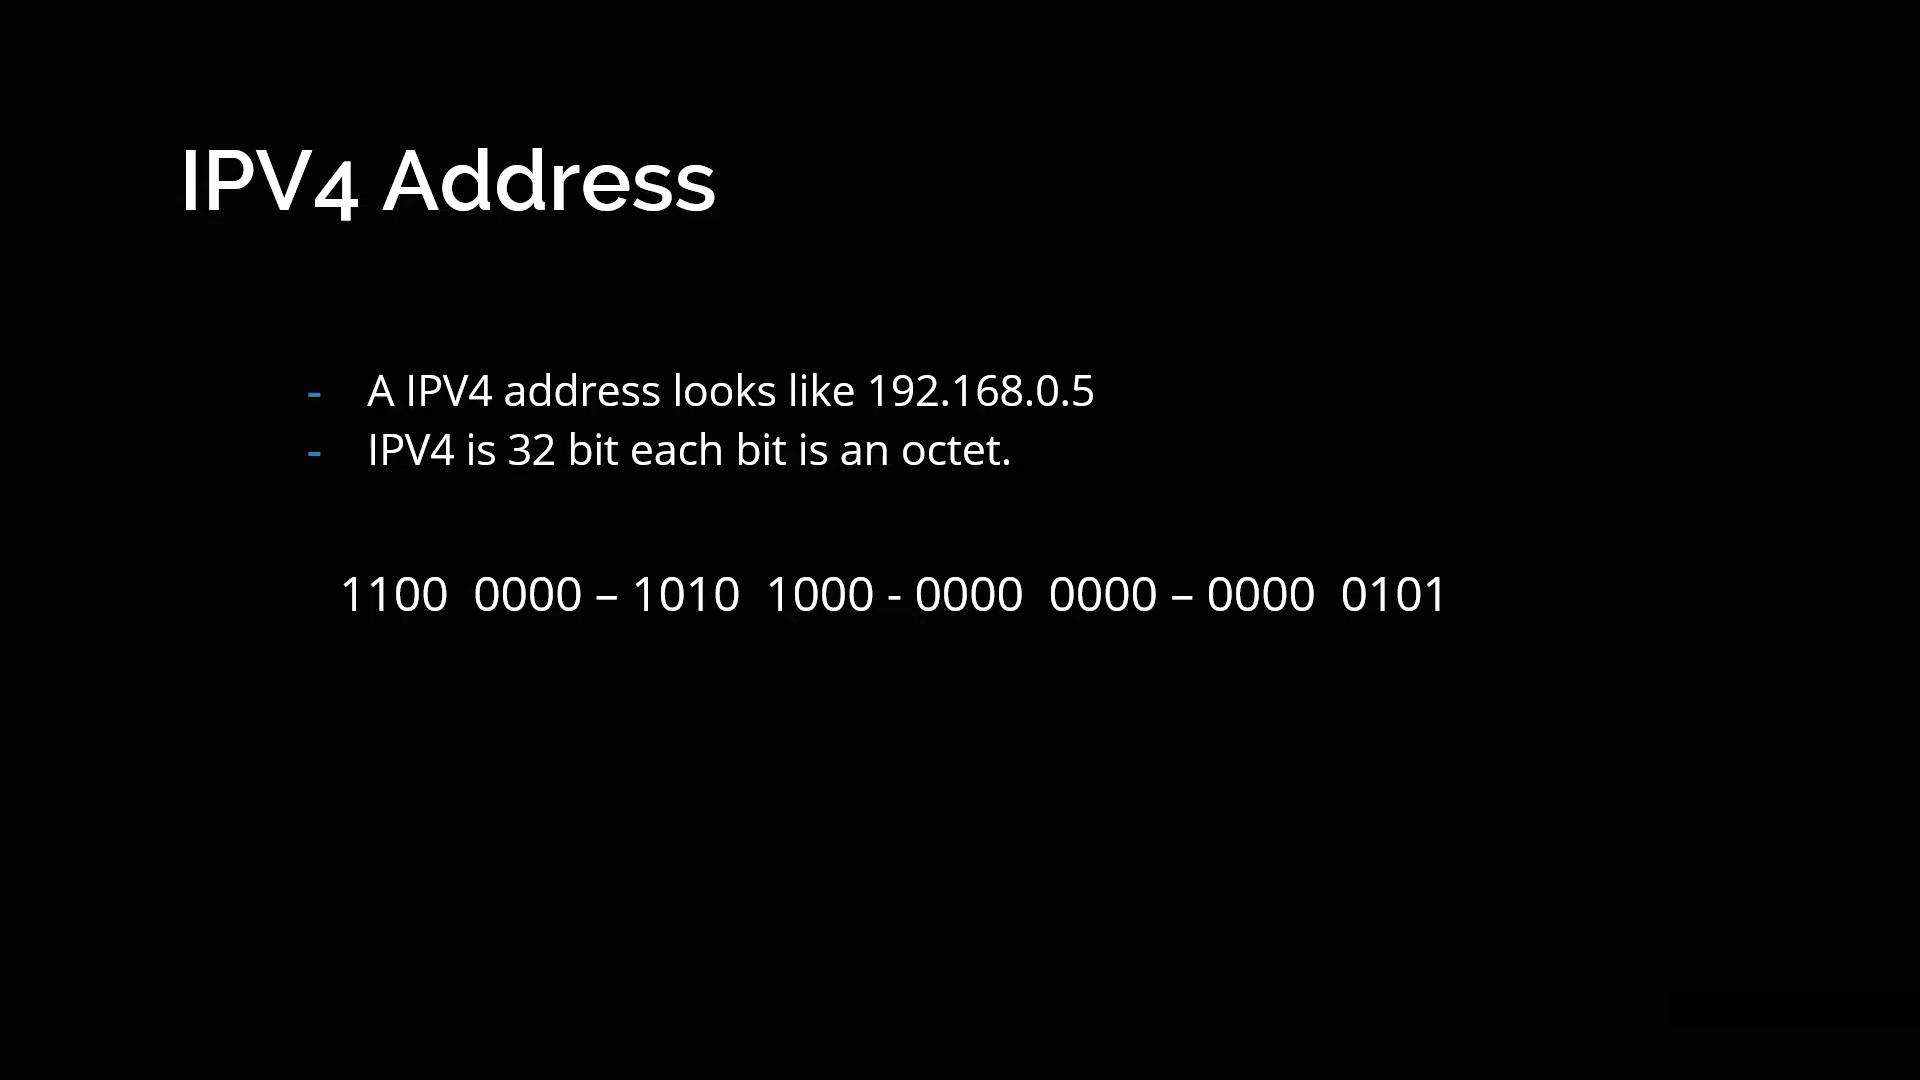 IPV4 Address
- A IPV4 address looks like 192.168.0.5
- IPV4 is 32 bit each bit is an octet.
1100 0000 – 1010 1000 - 0000 0000 – 0000 0101